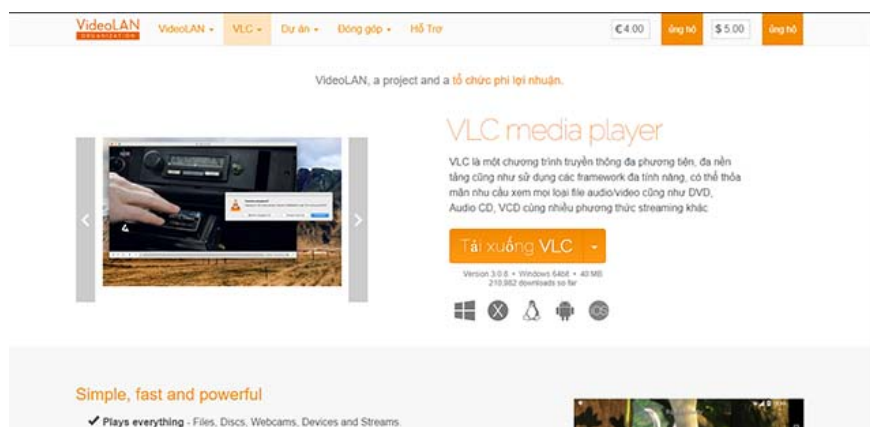 VideoLAN
ORGANIZATION
VideoLAN
VLC
Dự án
Đóng góp
Hỗ Trợ
€ 4.00
ủng hộ
$ 5.00
ủng hộ
VideoLAN, a project and a tổ chức phi lợi nhuận.
VLC media player
VLC là một chương trình truyền thông đa phương tiện, đa nền
tảng cũng như sử dụng các framework đa tính năng, có thể thỏa
mãn nhu cầu xem mọi loại file audio/video cũng như DVD,
Audio CD, VCD cùng nhiều phương thức streaming khác
Tải xuống VLC
Version 3.0.8 • Windows 64bit • 40 MB
210,982 downloads so far
X
iOS
Simple, fast and powerful
Plays everything - Files, Discs, Webcams, Devices and Streams.